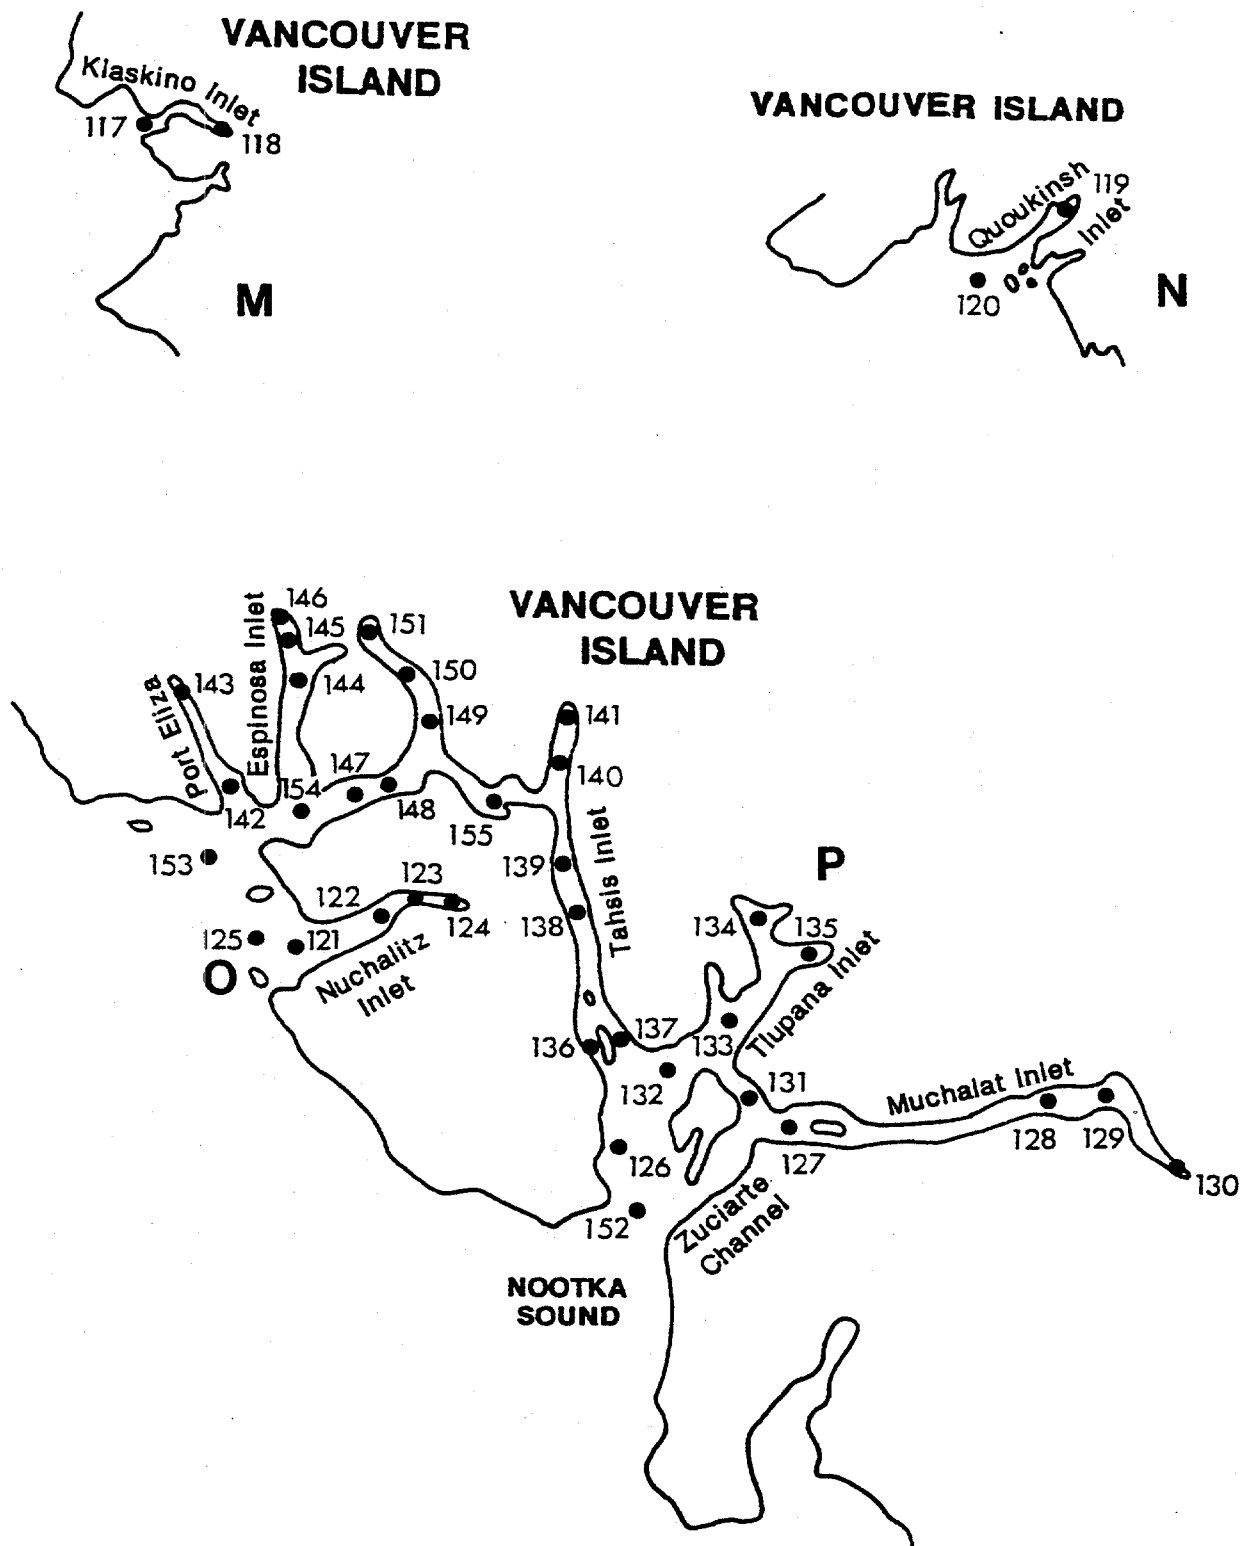 VANCOUVER
ISLAND
Klaskino Inlet
117
118
M
VANCOUVER ISLAND
Quoukinsh
Inlet
119
120
N
VANCOUVER
ISLAND
146
145
144
Espinosa Inlet
151
150
149
143
Port Eliza
142
154
147
148
155
141
140
153
139
Tahsis Inlet
138
P
122
123
124
125
121
O
Nuchalitz
Inlet
134
135
Tlupana Inlet
133
136
137
132
131
Muchalat Inlet
128
129
130
127
126
152
Zuciarte
Channel
NOOTKA
SOUND